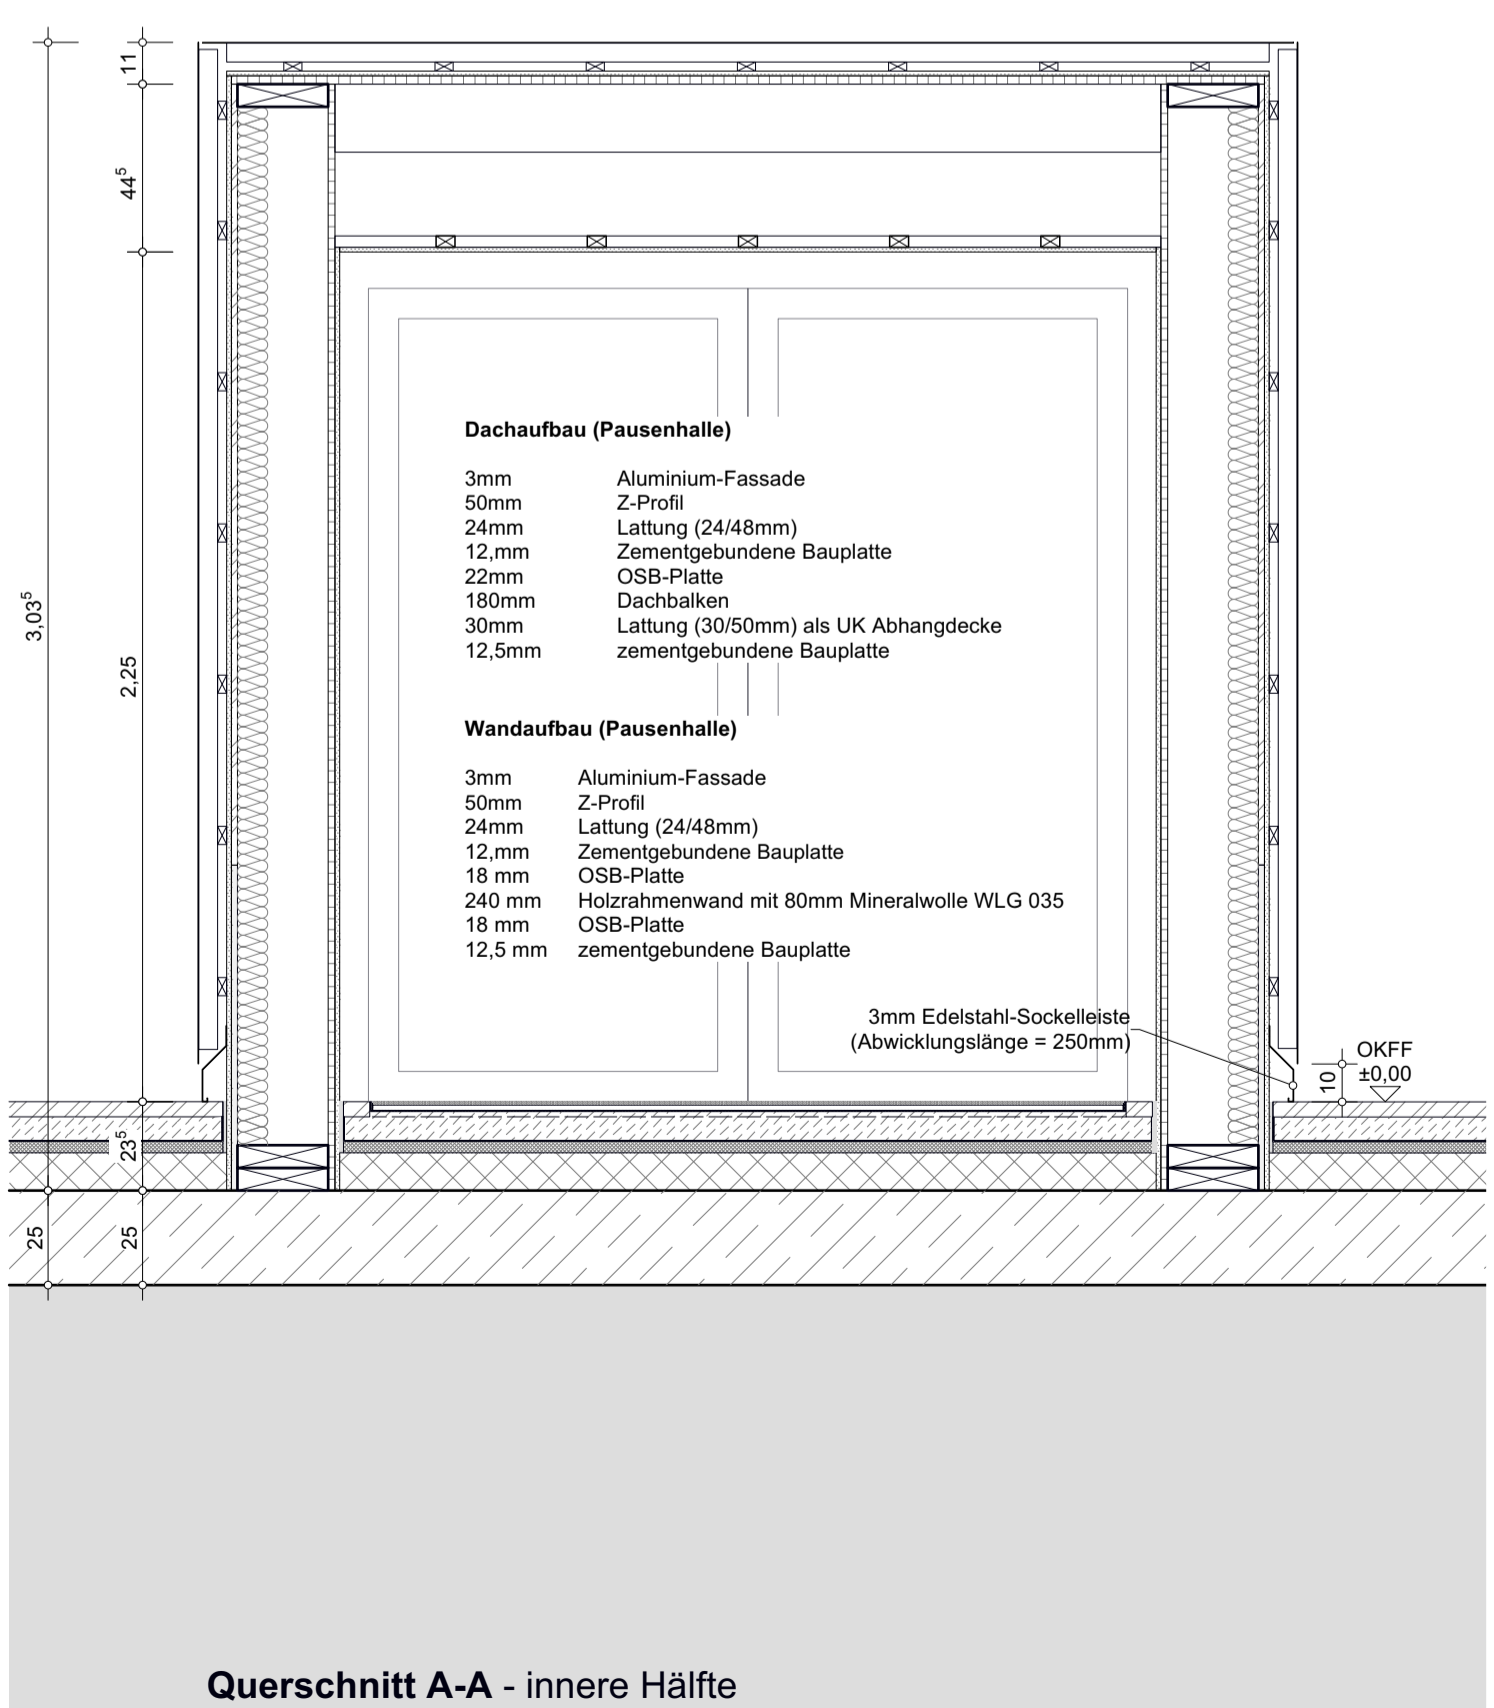 11
44⁵
3,03⁵
2,25
23⁵
25
25
Dachaufbau (Pausenhalle)
3mm Aluminium-Fassade
50mm Z-Profil
24mm Lattung (24/48mm)
12,mm Zementgebundene Bauplatte
22mm OSB-Platte
180mm Dachbalken
30mm Lattung (30/50mm) als UK Abhangdecke
12,5mm zementgebundene Bauplatte
Wandaufbau (Pausenhalle)
3mm Aluminium-Fassade
50mm Z-Profil
24mm Lattung (24/48mm)
12,mm Zementgebundene Bauplatte
18 mm OSB-Platte
240 mm Holzrahmenwand mit 80mm Mineralwolle WLG 035
18 mm OSB-Platte
12,5 mm zementgebundene Bauplatte
3mm Edelstahl-Sockelleiste
(Abwicklungslänge = 250mm)
10
OKFF
±0,00
Querschnitt A-A - innere Hälfte